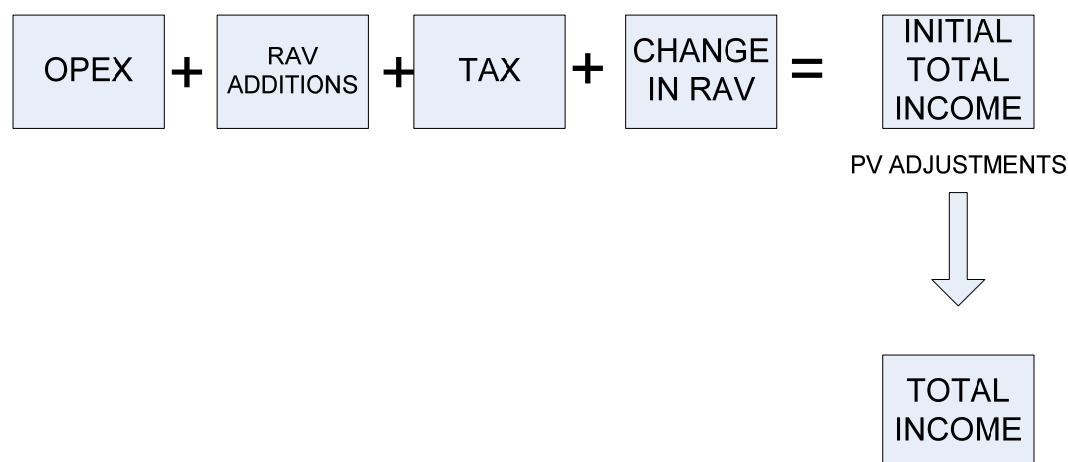 OPEX
+
RAV
ADDITIONS
+
TAX
+
CHANGE
IN RAV
=
INITIAL
TOTAL
INCOME
PV ADJUSTMENTS
TOTAL
INCOME